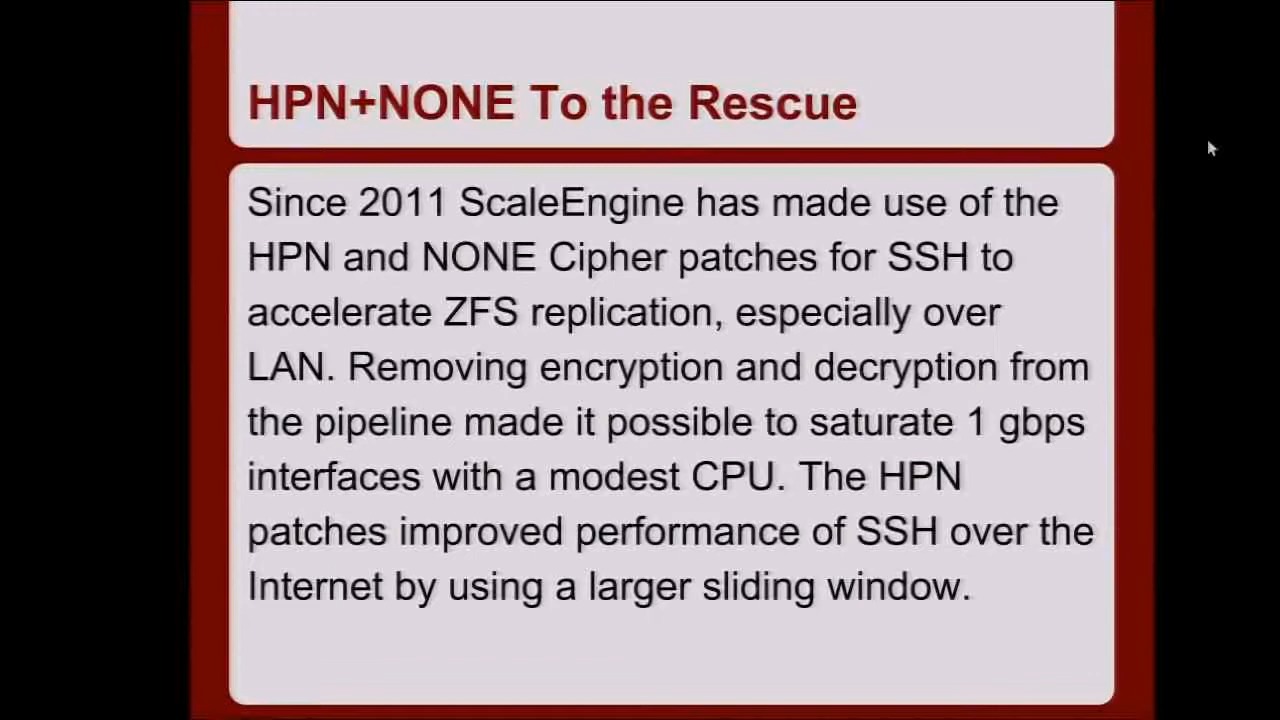 HPN+NONE To the Rescue
Since 2011 ScaleEngine has made use of the
HPN and NONE Cipher patches for SSH to
accelerate ZFS replication, especially over
LAN. Removing encryption and decryption from
the pipeline made it possible to saturate 1 gbps
interfaces with a modest CPU. The HPN
patches improved performance of SSH over the
Internet by using a larger sliding window.